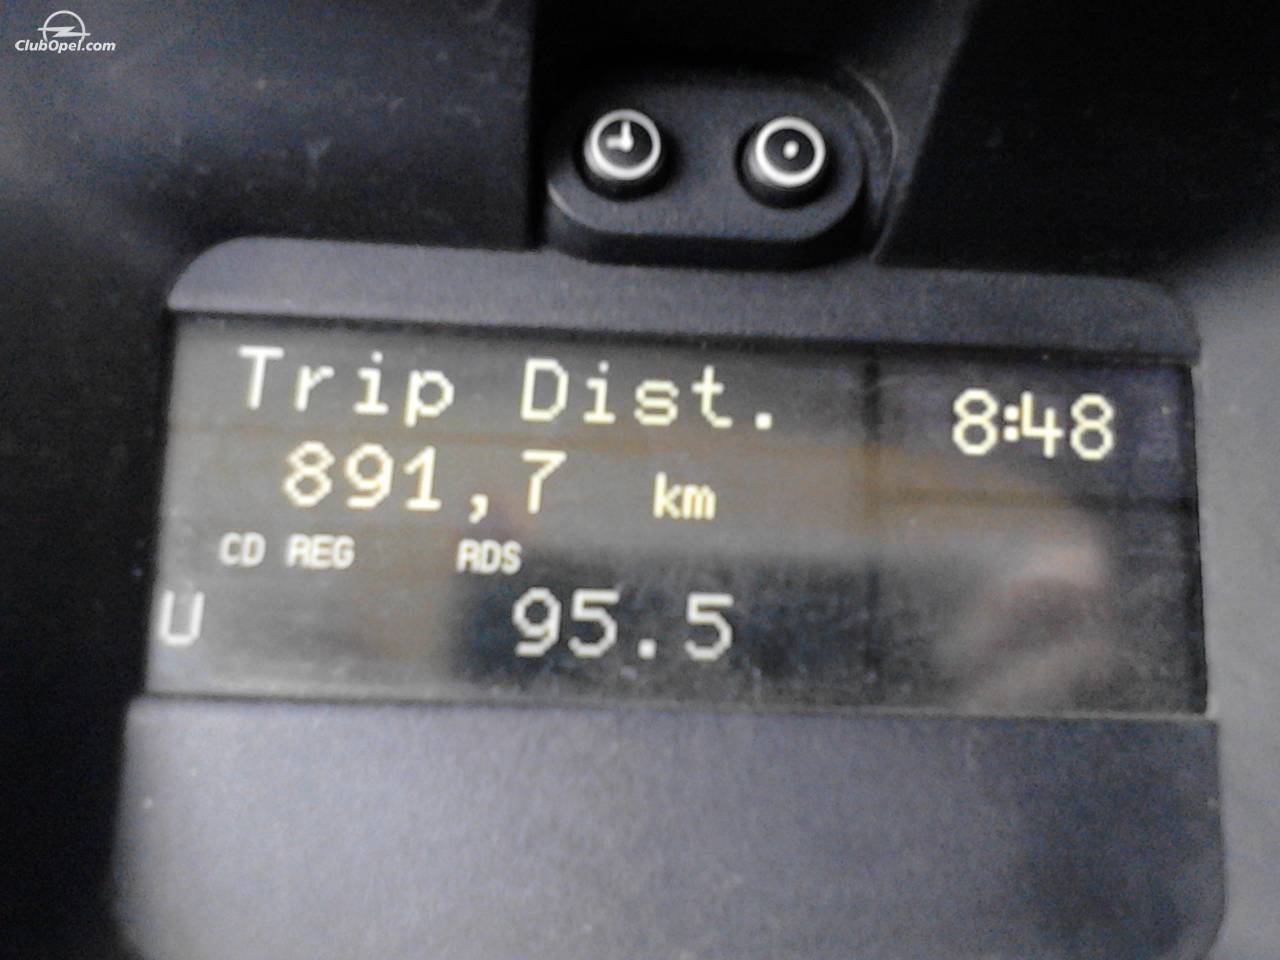 ClubOpel.com
Trip Dist. 8:48
891,7 km
CD REG RDS
U 95.5